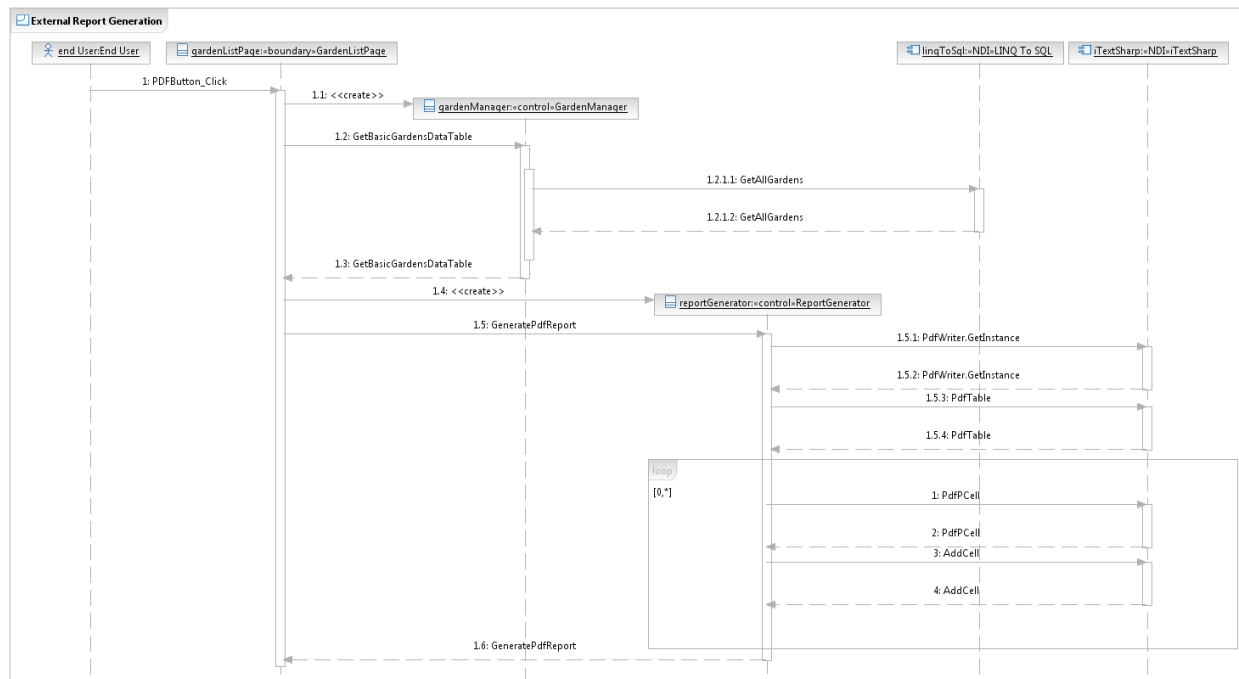 External Report Generation
end User:End User
gardenListPage:«boundary»GardenListPage
linqToSql:«NDI»LINQ To SQL
iTextSharp:«NDI»iTextSharp
1: PDFButton_Click
1.1: <<create>>
gardenManager:«control»GardenManager
1.2: GetBasicGardensDataTable
1.2.1.1: GetAllGardens
1.2.1.2: GetAllGardens
1.3: GetBasicGardensDataTable
1.4: <<create>>
reportGenerator:«control»ReportGenerator
1.5: GeneratePdfReport
1.5.1: PdfWriter.GetInstance
1.5.2: PdfWriter.GetInstance
1.5.3: PdfTable
1.5.4: PdfTable
loop
[0,*]
1: PdfPCell
2: PdfPCell
3: AddCell
4: AddCell
1.6: GeneratePdfReport